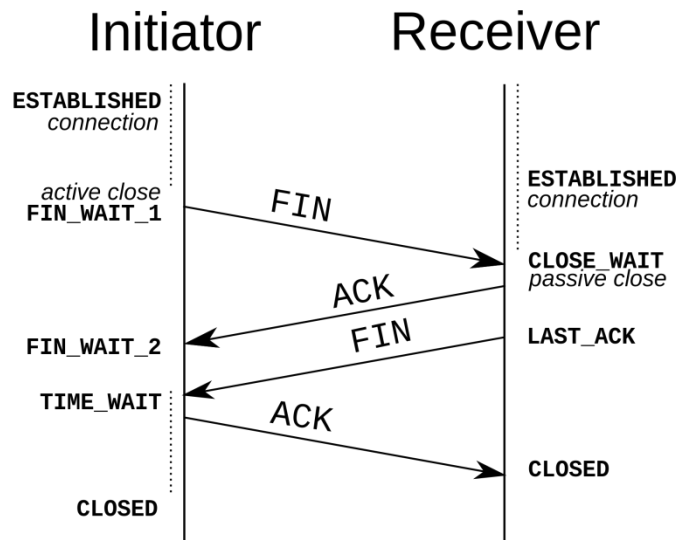 Initiator
Receiver
ESTABLISHED
connection
active close
FIN_WAIT_1
FIN
ESTABLISHED
connection
CLOSE_WAIT
passive close
ACK
FIN_WAIT_2
FIN
LAST_ACK
TIME_WAIT
ACK
CLOSED
CLOSED